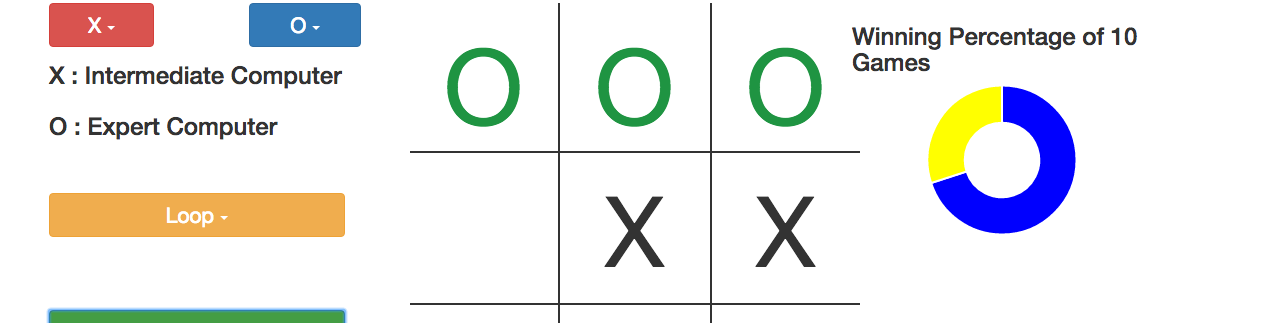 X
O
X : Intermediate Computer
O : Expert Computer
Loop
O O O
X X
Winning Percentage of 10
Games